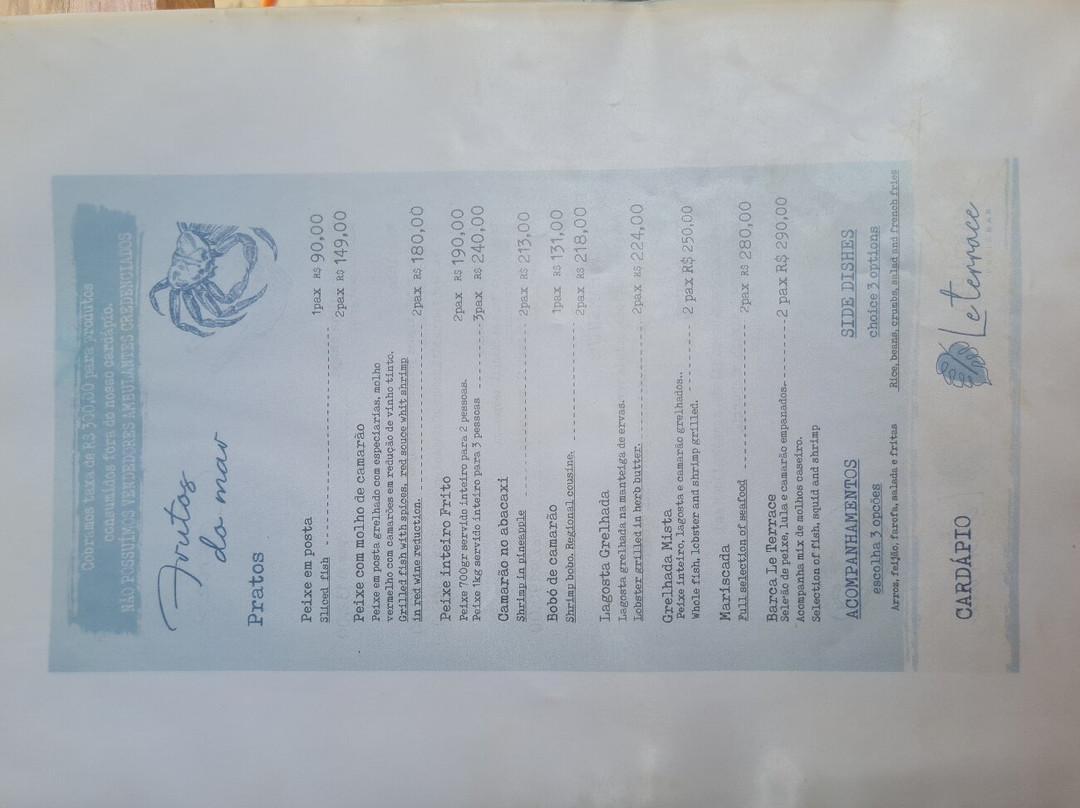 Cobramos taxa de R$ 300,00 para produtos
consumidos fora do nosso cardápio.
NÃO POSSUÍMOS VENDEDORES AMBULANTES CREDENCIADOS
Frutos
do mar
Pratos
Peixe em posta
Sliced fish 1pax R$ 90,00
2pax R$ 149,00
Peixe com molho de camarão
Peixe em posta grelhado com especiarias, molho
vermelho com camarões em redução de vinho tinto.
Grilled fish with spices, red souce whit shrimp
in red wine reduction. 2pax R$ 180,00
Peixe inteiro Frito
Peixe 700gr servido inteiro para 2 pessoas. 2pax R$ 190,00
Peixe 1kg servido inteiro para 3 pessoas 3pax R$ 240,00
Camarão no abacaxi
Shrimp in pineapple 2pax R$ 213,00
Bobó de camarão 1pax R$ 131,00
Shrimp bobo. Regional cousine. 2pax R$ 218,00
Lagosta Grelhada
Lagosta grelhada na manteiga de ervas.
Lobster grilled in herb butter. 2pax R$ 224,00
Grelhada Mista
Peixe inteiro, lagosta e camarão grelhados..
Whole fish, lobster and shrimp grilled. 2 pax R$ 250,00
Mariscada
Full selection of seafood 2pax R$ 280,00
Barca Le Terrace
Seleção de peixe, lula e camarão empanados. 2 pax R$ 290,00
Acompanha mix de molhos caseiro.
Selection of fish, squid and shrimp
ACOMPANHAMENTOS
escolha 3 opções
Arroz, feijão, farofa, salada e fritas
SIDE DISHES
choice 3 options
Rice, beans, crumbs, salad and french fries
CARDÁPIO
Le terrace
BAR